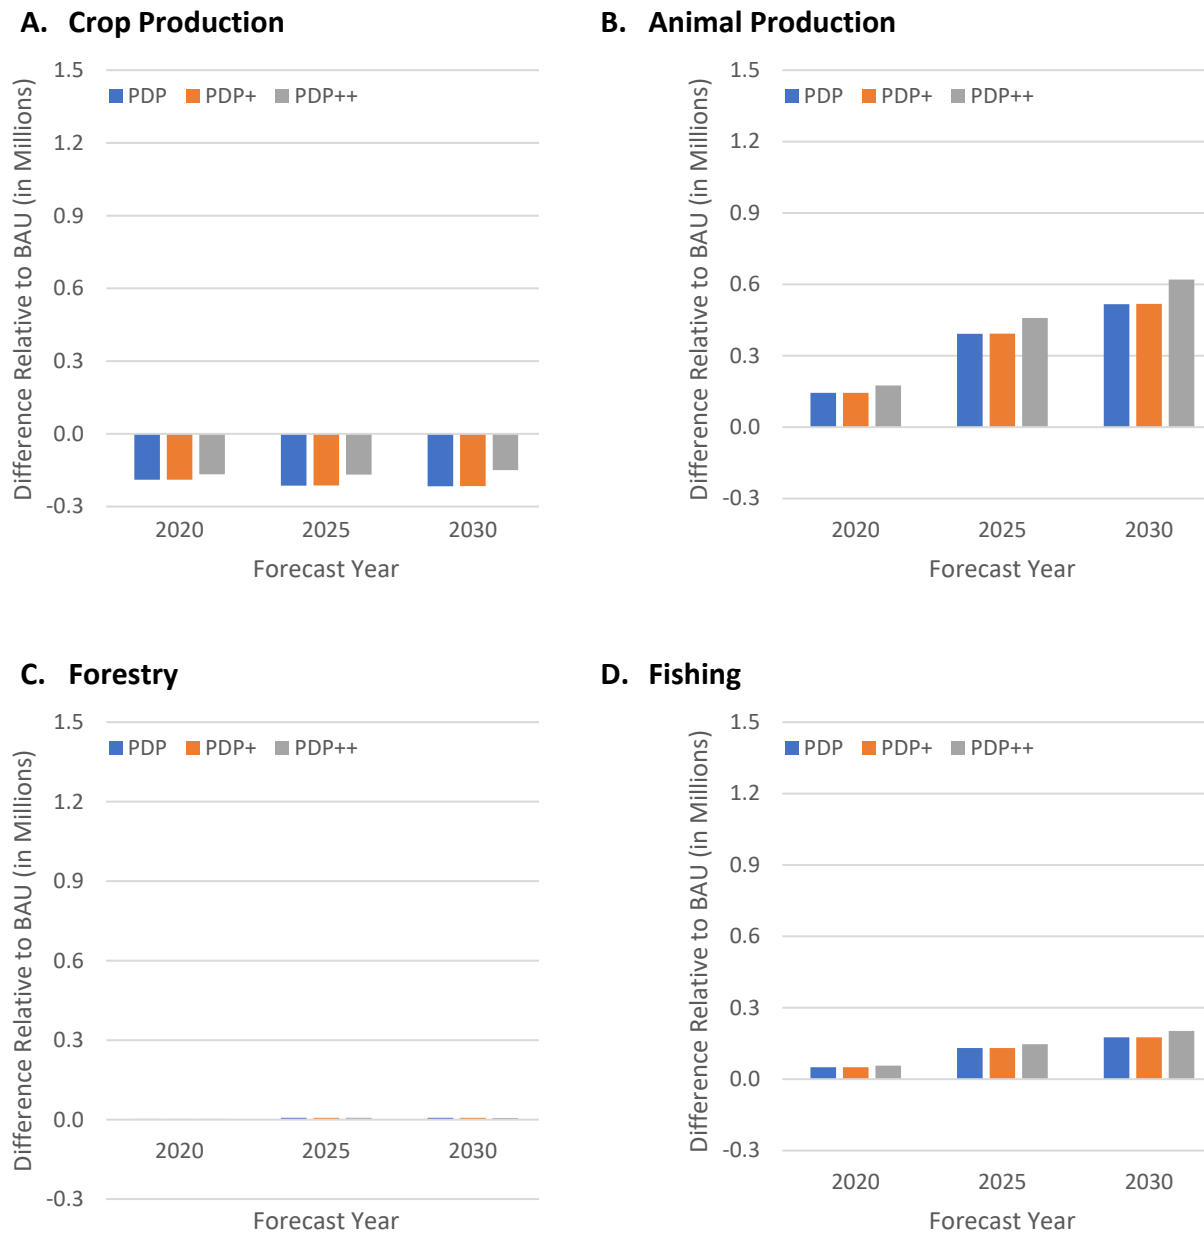 A. Crop Production
Difference Relative to BAU (in Millions)
1.5
1.2
0.9
0.6
0.3
0.0
-0.3
PDP PDP+ PDP++
2020 2025 2030
Forecast Year
B. Animal Production
Difference Relative to BAU (in Millions)
1.5
1.2
0.9
0.6
0.3
0.0
-0.3
PDP PDP+ PDP++
2020 2025 2030
Forecast Year
C. Forestry
Difference Relative to BAU (in Millions)
1.5
1.2
0.9
0.6
0.3
0.0
-0.3
PDP PDP+ PDP++
2020 2025 2030
Forecast Year
D. Fishing
Difference Relative to BAU (in Millions)
1.5
1.2
0.9
0.6
0.3
0.0
-0.3
PDP PDP+ PDP++
2020 2025 2030
Forecast Year